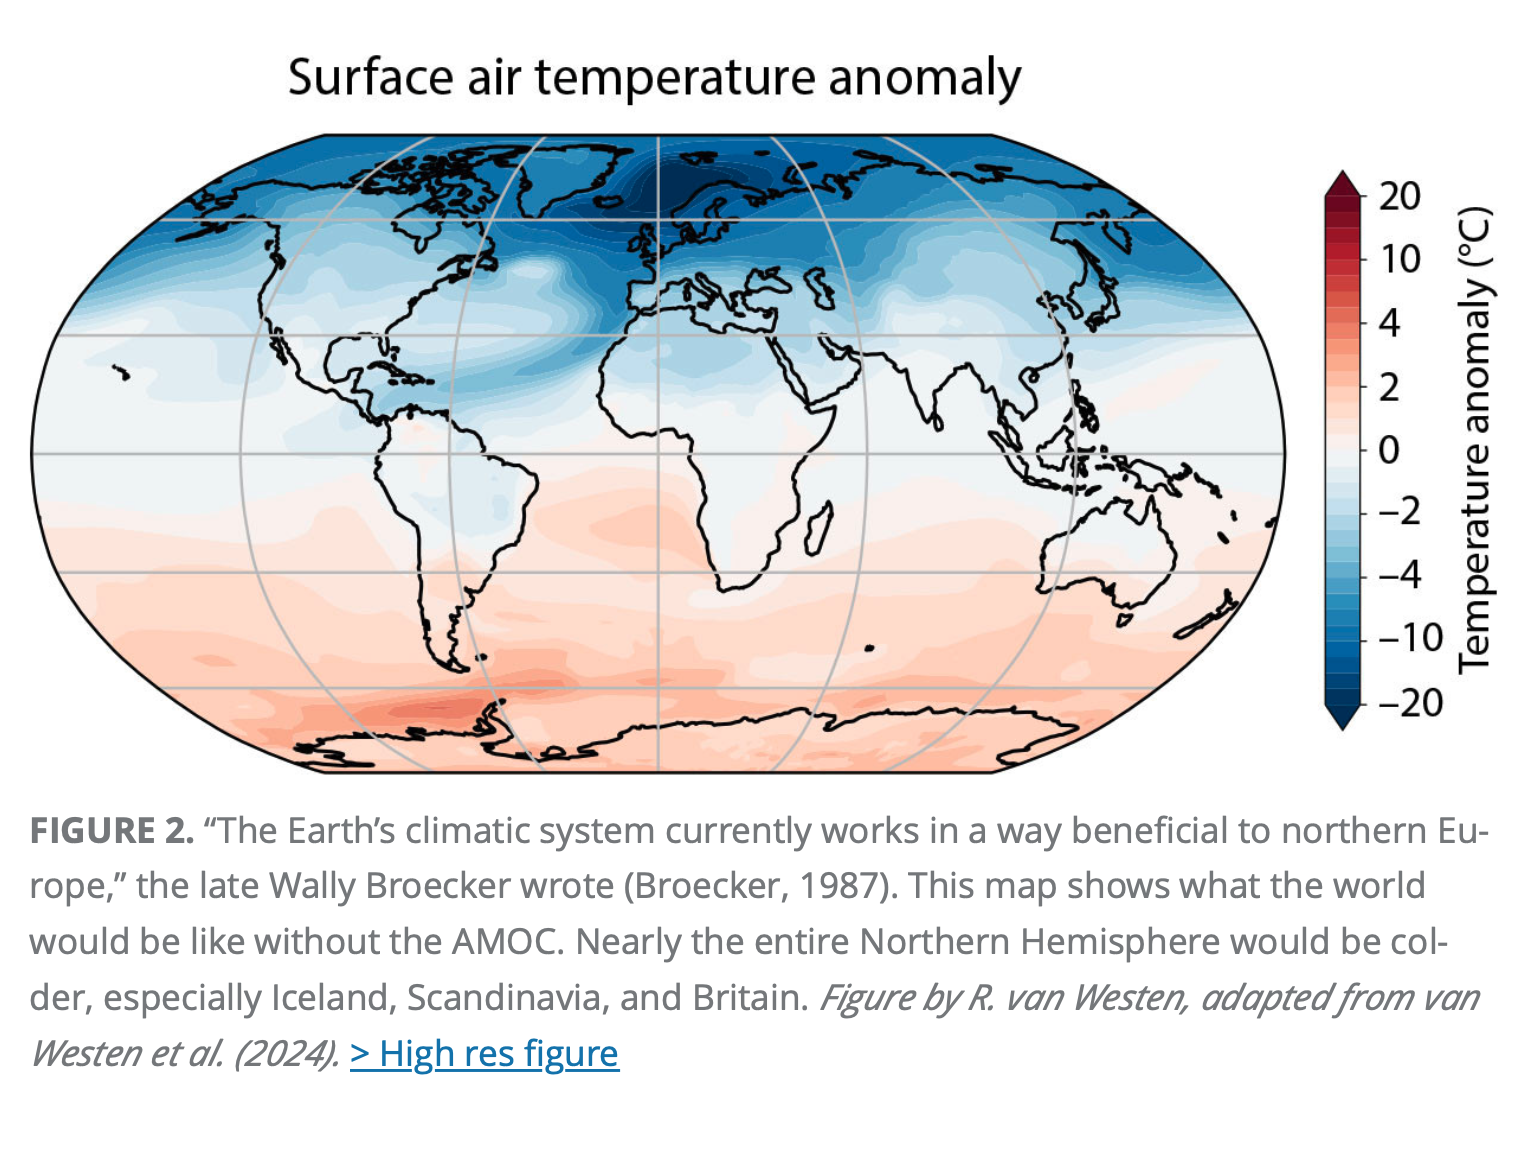 Surface air temperature anomaly
20
10
4
2
0
−2
−4
−10
−20
Temperature anomaly (°C)
FIGURE 2. “The Earth’s climatic system currently works in a way beneficial to northern Eu-
rope,” the late Wally Broecker wrote (Broecker, 1987). This map shows what the world
would be like without the AMOC. Nearly the entire Northern Hemisphere would be col-
der, especially Iceland, Scandinavia, and Britain. Figure by R. van Westen, adapted from van
Westen et al. (2024). > High res figure